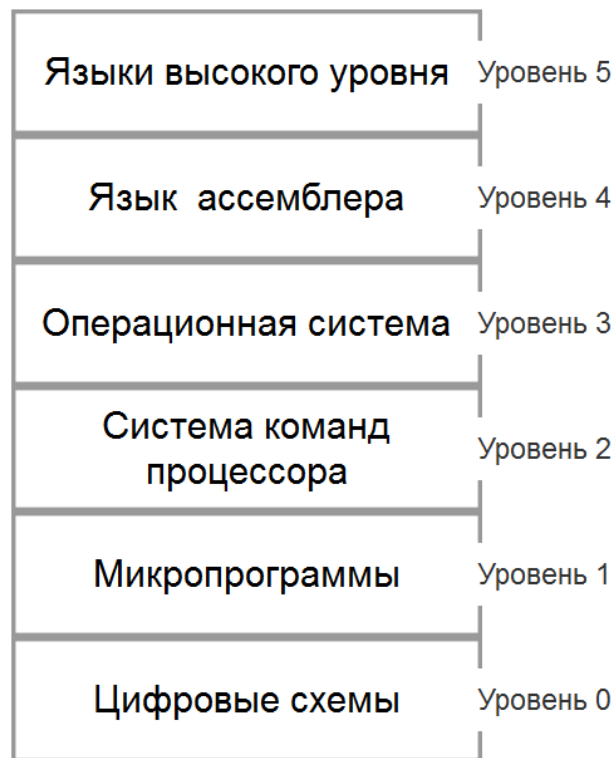 Языки высокого уровня Уровень 5
Язык ассемблера Уровень 4
Операционная система Уровень 3
Система команд
процессора Уровень 2
Микропрограммы Уровень 1
Цифровые схемы Уровень 0